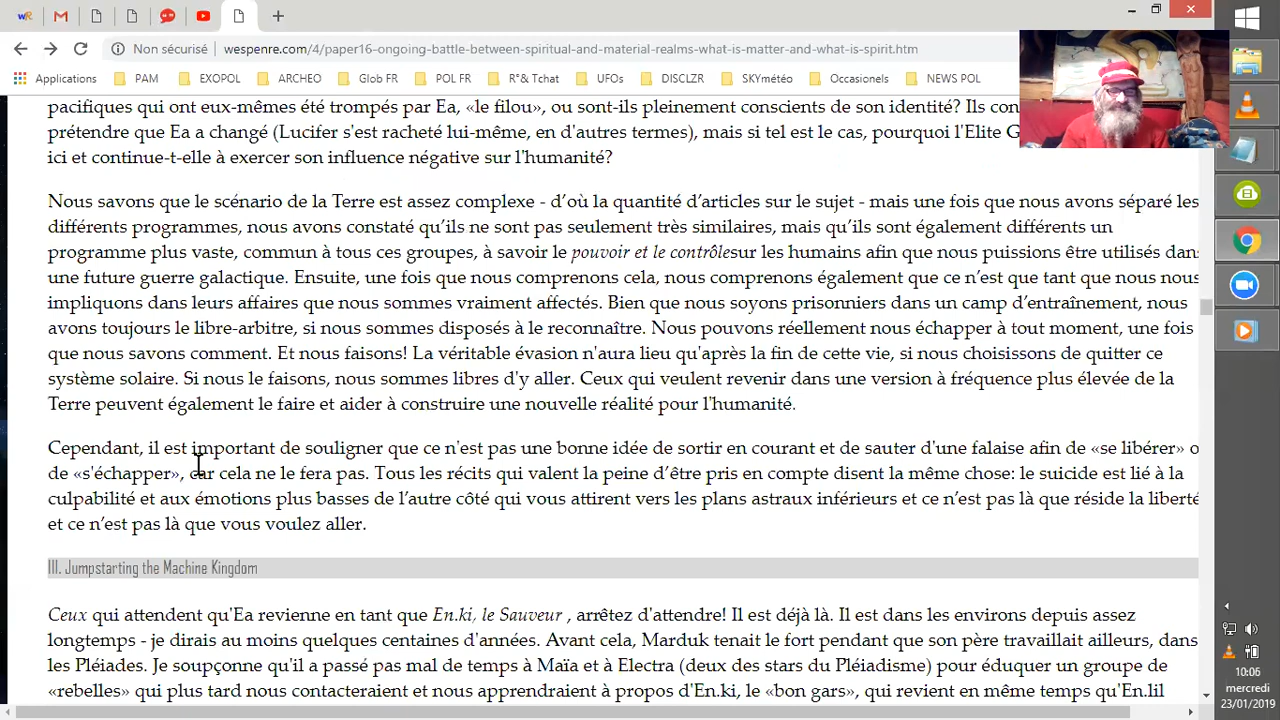 Non sécurisé
wespenre.com/4/paper16-ongoing-battle-between-spiritual-and-material-realms-what-is-matter-and-what-is-spirit.htm
Applications PAM EXOPOL ARCHEO Glob FR POL FR R"& Tchat UFOs DISCLZR SKYmétéo Occasionels NEWS POL
pacifiques qui ont eux-mêmes été trompés par Ea, «le filou», ou sont-ils pleinement conscients de son identité? Ils
prétendre que Ea a changé (Lucifer s'est racheté lui-même, en d'autres termes), mais si tel est le cas, pourquoi l'Elite
ici et continue-t-elle à exercer son influence négative sur l'humanité?
Nous savons que le scénario de la Terre est assez complexe - d’où la quantité d’articles sur le sujet - mais une fois que nous avons séparé les
différents programmes, nous avons constaté qu’ils ne sont pas seulement très similaires, mais qu’ils sont également différents un
programme plus vaste, commun à tous ces groupes, à savoir le pouvoir et le contrôlesur les humains afin que nous puissions être utilisés dans
une future guerre galactique. Ensuite, une fois que nous comprenons cela, nous comprenons également que ce n’est que tant que nous nous
impliquons dans leurs affaires que nous sommes vraiment affectés. Bien que nous soyons prisonniers dans un camp d’entraînement, nous
avons toujours le libre-arbitre, si nous sommes disposés à le reconnaître. Nous pouvons réellement nous échapper à tout moment, une fois
que nous savons comment. Et nous faisons! La véritable évasion n'aura lieu qu'après la fin de cette vie, si nous choisissons de quitter ce
système solaire. Si nous le faisons, nous sommes libres d'y aller. Ceux qui veulent revenir dans une version à fréquence plus élevée de la
Terre peuvent également le faire et aider à construire une nouvelle réalité pour l'humanité.
Cependant, il est important de souligner que ce n'est pas une bonne idée de sortir en courant et de sauter d'une falaise afin de «se libérer»
de «s'échapper», car cela ne le fera pas. Tous les récits qui valent la peine d’être pris en compte disent la même chose: le suicide est lié à la
culpabilité et aux émotions plus basses de l’autre côté qui vous attirent vers les plans astraux inférieurs et ce n’est pas là que réside la liberté
et ce n’est pas là que vous voulez aller.
III. Jumpstarting the Machine Kingdom
Ceux qui attendent qu'Ea revienne en tant que En.ki, le Sauveur , arrêtez d'attendre! Il est déjà là. Il est dans les environs depuis assez
longtemps - je dirais au moins quelques centaines d'années. Avant cela, Marduk tenait le fort pendant que son père travaillait ailleurs, dans
les Pléiades. Je soupçonne qu'il a passé pas mal de temps à Maïa et à Electra (deux des stars du Pléiadisme) pour éduquer un groupe de
«rebelles» qui plus tard nous contacteraient et nous apprendraient à propos d'En.ki, le «bon gars», qui revient en même temps qu'En.lil
10:06
mercredi
23/01/2019